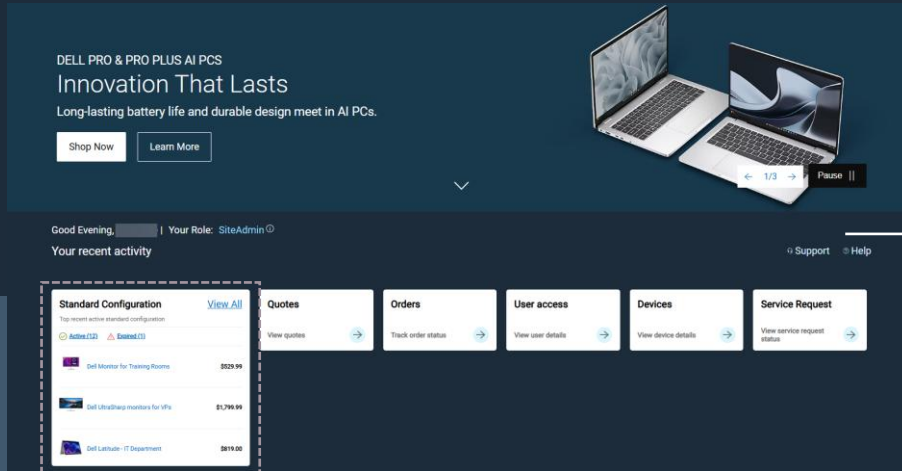 DELL PRO & PRO PLUS AI PCS
Innovation That Lasts
Long-lasting battery life and durable design meet in AI PCs.
Shop Now
Learn More
← 1/3 →
Pause ||
Good Evening, | Your Role: SiteAdmin
Your recent activity
Support
Help
Standard Configuration
View All
Top recent active standard configuration
Active (12)
Expired (1)
Dell Monitor for Training Rooms $529.99
Dell UltraSharp monitors for VPs $1,799.99
Dell Latitude - IT Department $819.00
Quotes
View quotes
Orders
Track order status
User access
View user details
Devices
View device details
Service Request
View service request
status